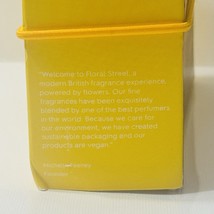 "Welcome to Floral Street, a
modern British fragrance experience
powered by flowers. Our fine
fragrances have been exquisitely
blended by one of the best perfumers
in the world. Because we care for
our environment, we have created
responsible packaging and our
products are vegan."